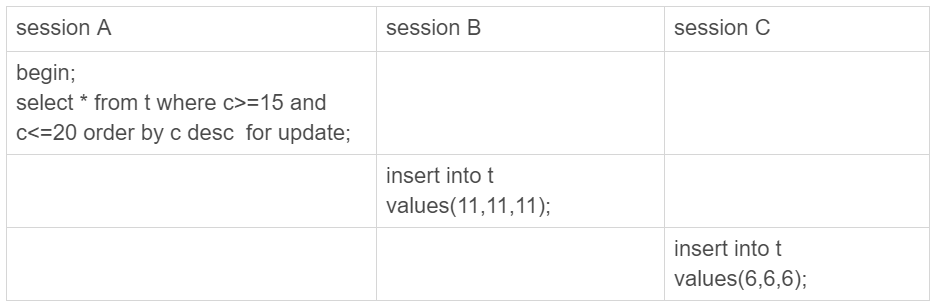 session A
session B
session C
begin;
select * from t where c>=15 and
c<=20 order by c desc  for update;
insert into t
values(11,11,11);
insert into t
values(6,6,6);